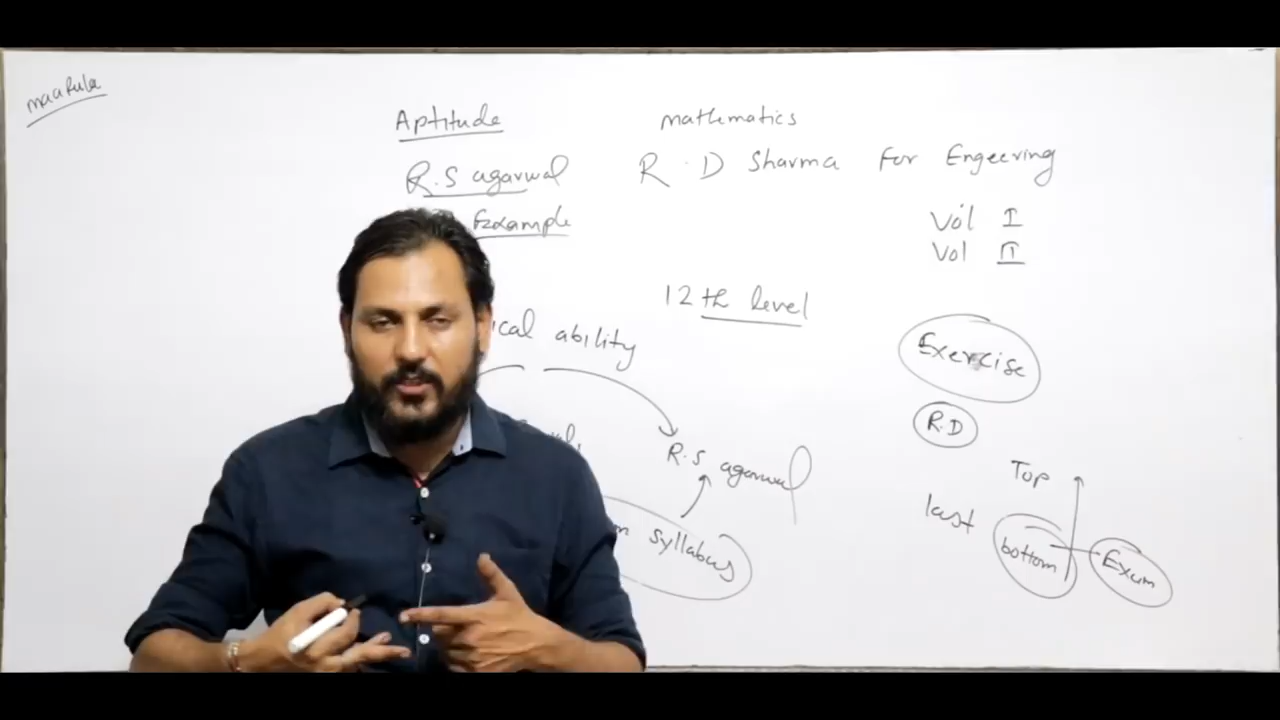 maarula
Aptitude
R.S agarwal
Example
mathematics
R.D Sharma For Engeering
Vol I
Vol II
12th level
ical ability
R.S agarwal
syllabus
Exercise
R.D
Top
last
bottom
Exam